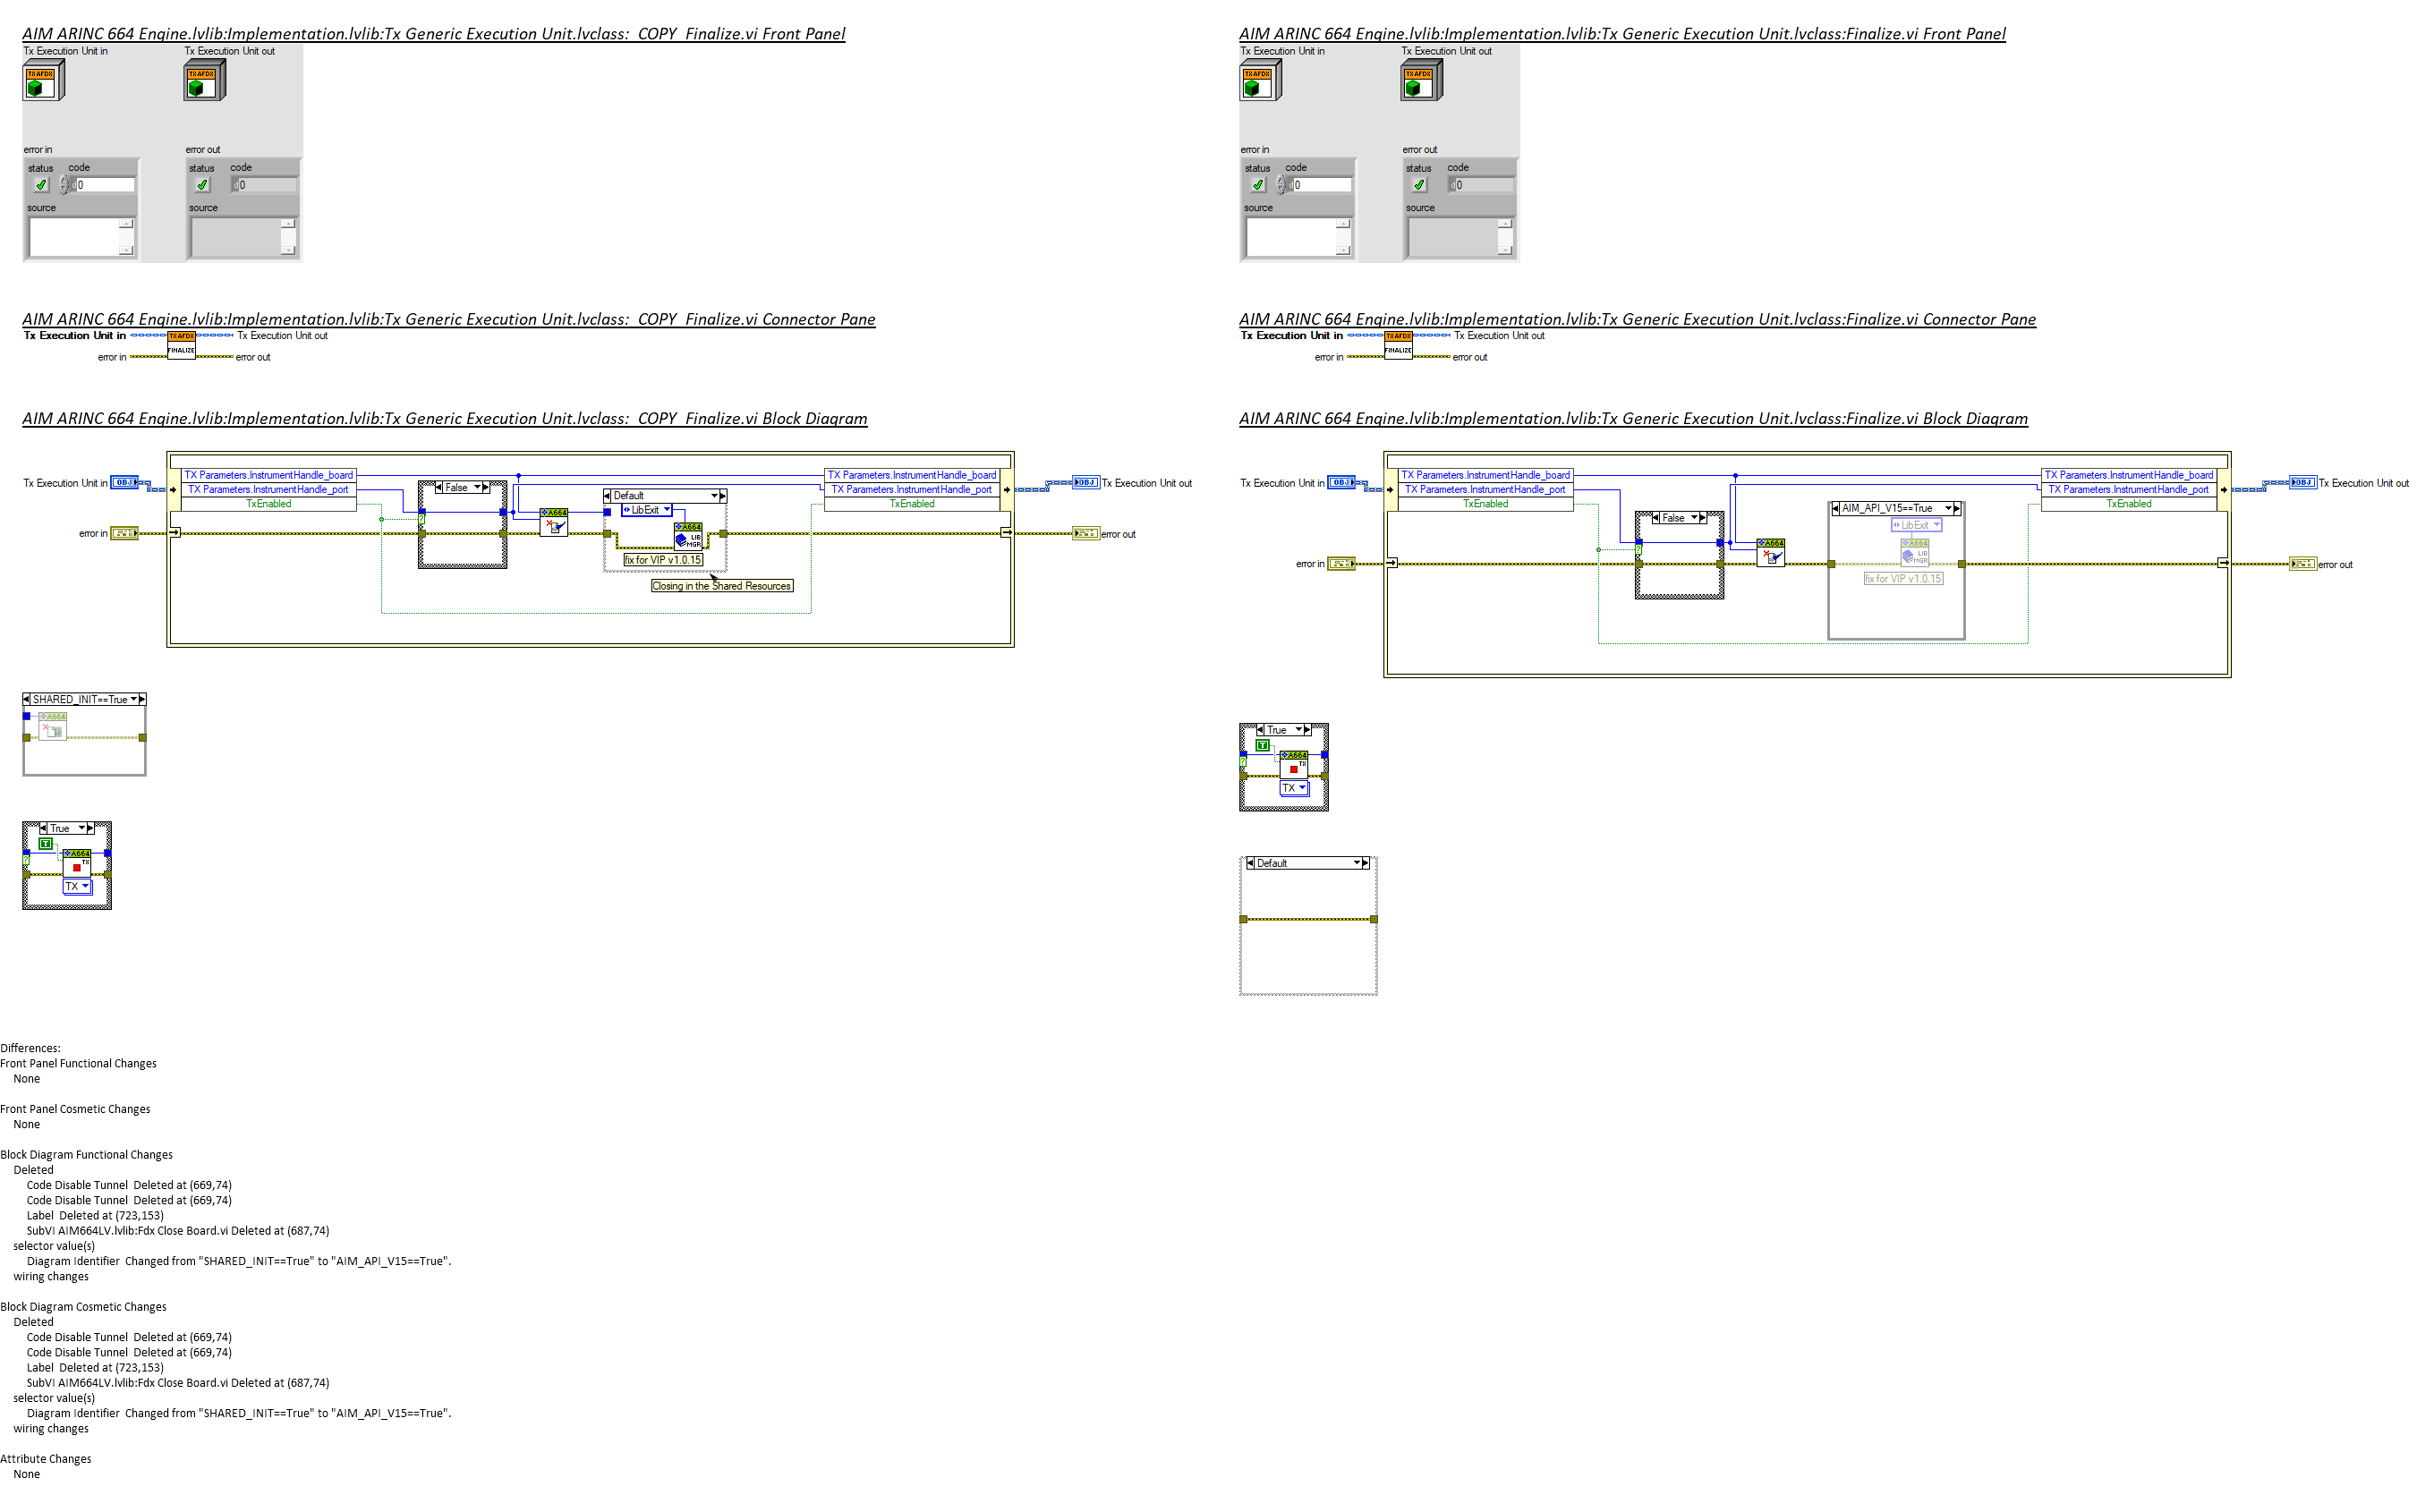 AIM ARINC 664 Engine.lvlib:Implementation.lvlib:Tx Generic Execution Unit.lvclass:  COPY  Finalize.vi Front Panel
Tx Execution Unit in
Tx Execution Unit out
TX AFDX
TX AFDX
error in
error out
status
code
status
code
d0
d0
source
source
AIM ARINC 664 Engine.lvlib:Implementation.lvlib:Tx Generic Execution Unit.lvclass:  COPY  Finalize.vi Connector Pane
Tx Execution Unit in
TX AFDX
Tx Execution Unit out
error in
FINALIZE
error out
AIM ARINC 664 Engine.lvlib:Implementation.lvlib:Tx Generic Execution Unit.lvclass:  COPY  Finalize.vi Block Diagram
Tx Execution Unit in
OBJ
TX Parameters.InstrumentHandle_board
TX Parameters.InstrumentHandle_port
TxEnabled
False
?
A664
Default
LibExit
A664
LIB
MGR
fix for VIP v1.0.15
Closing in the Shared Resources
TX Parameters.InstrumentHandle_board
TX Parameters.InstrumentHandle_port
TxEnabled
OBJ
Tx Execution Unit out
error in
error out
SHARED_INIT==True
A664
True
T
?
A664
TX
TX
AIM ARINC 664 Engine.lvlib:Implementation.lvlib:Tx Generic Execution Unit.lvclass:Finalize.vi Front Panel
Tx Execution Unit in
Tx Execution Unit out
TX AFDX
TX AFDX
error in
error out
status
code
status
code
d0
d0
source
source
AIM ARINC 664 Engine.lvlib:Implementation.lvlib:Tx Generic Execution Unit.lvclass:Finalize.vi Connector Pane
Tx Execution Unit in
TX AFDX
Tx Execution Unit out
error in
FINALIZE
error out
AIM ARINC 664 Engine.lvlib:Implementation.lvlib:Tx Generic Execution Unit.lvclass:Finalize.vi Block Diagram
Tx Execution Unit in
OBJ
TX Parameters.InstrumentHandle_board
TX Parameters.InstrumentHandle_port
TxEnabled
False
?
A664
AIM_API_V15==True
LibExit
A664
LIB
MGR
fix for VIP v1.0.15
TX Parameters.InstrumentHandle_board
TX Parameters.InstrumentHandle_port
TxEnabled
OBJ
Tx Execution Unit out
error in
error out
True
T
?
A664
TX
TX
Default
Differences:
Front Panel Functional Changes
None
Front Panel Cosmetic Changes
None
Block Diagram Functional Changes
Deleted
Code Disable Tunnel  Deleted at (669,74)
Code Disable Tunnel  Deleted at (669,74)
Label  Deleted at (723,153)
SubVI AIM664LV.lvlib:Fdx Close Board.vi Deleted at (687,74)
selector value(s)
Diagram Identifier  Changed from "SHARED_INIT==True" to "AIM_API_V15==True".
wiring changes
Block Diagram Cosmetic Changes
Deleted
Code Disable Tunnel  Deleted at (669,74)
Code Disable Tunnel  Deleted at (669,74)
Label  Deleted at (723,153)
SubVI AIM664LV.lvlib:Fdx Close Board.vi Deleted at (687,74)
selector value(s)
Diagram Identifier  Changed from "SHARED_INIT==True" to "AIM_API_V15==True".
wiring changes
Attribute Changes
None